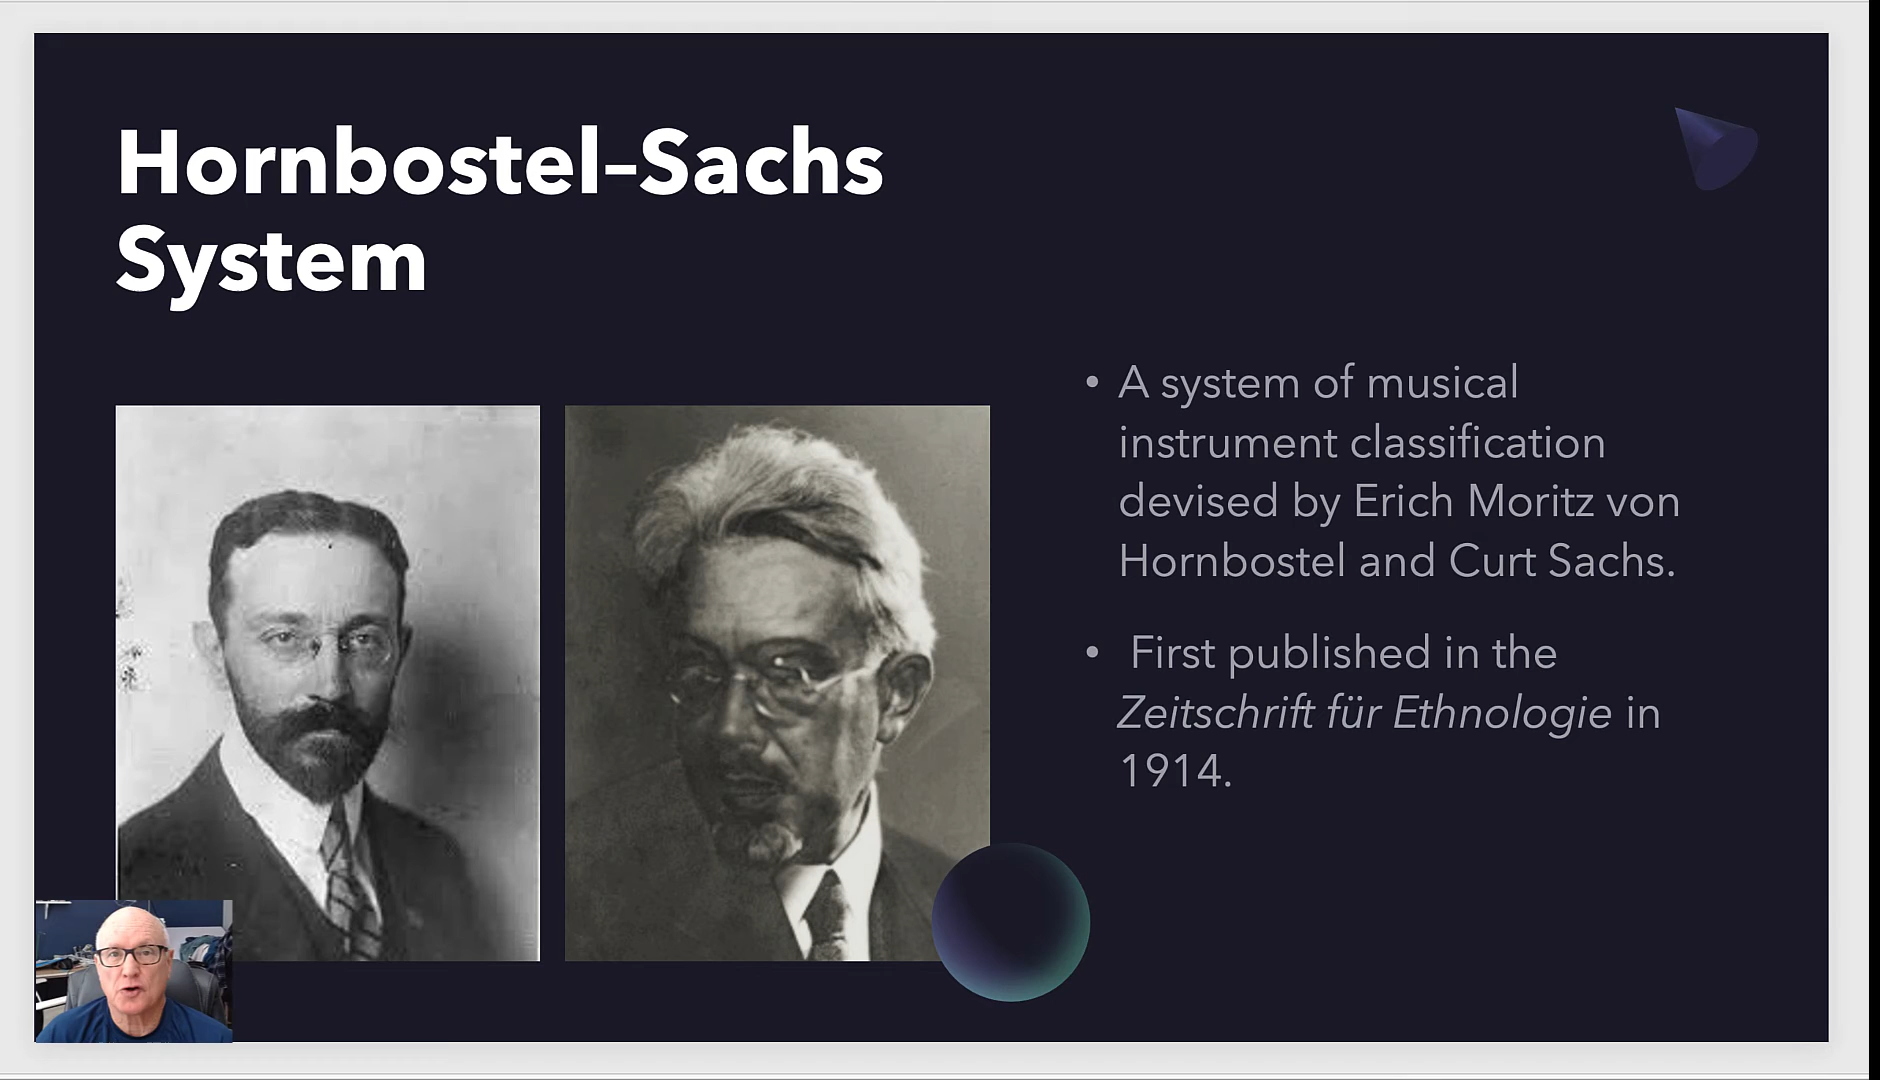 Hornbostel–Sachs
System
• A system of musical
instrument classification
devised by Erich Moritz von
Hornbostel and Curt Sachs.
• First published in the
Zeitschrift für Ethnologie in
1914.